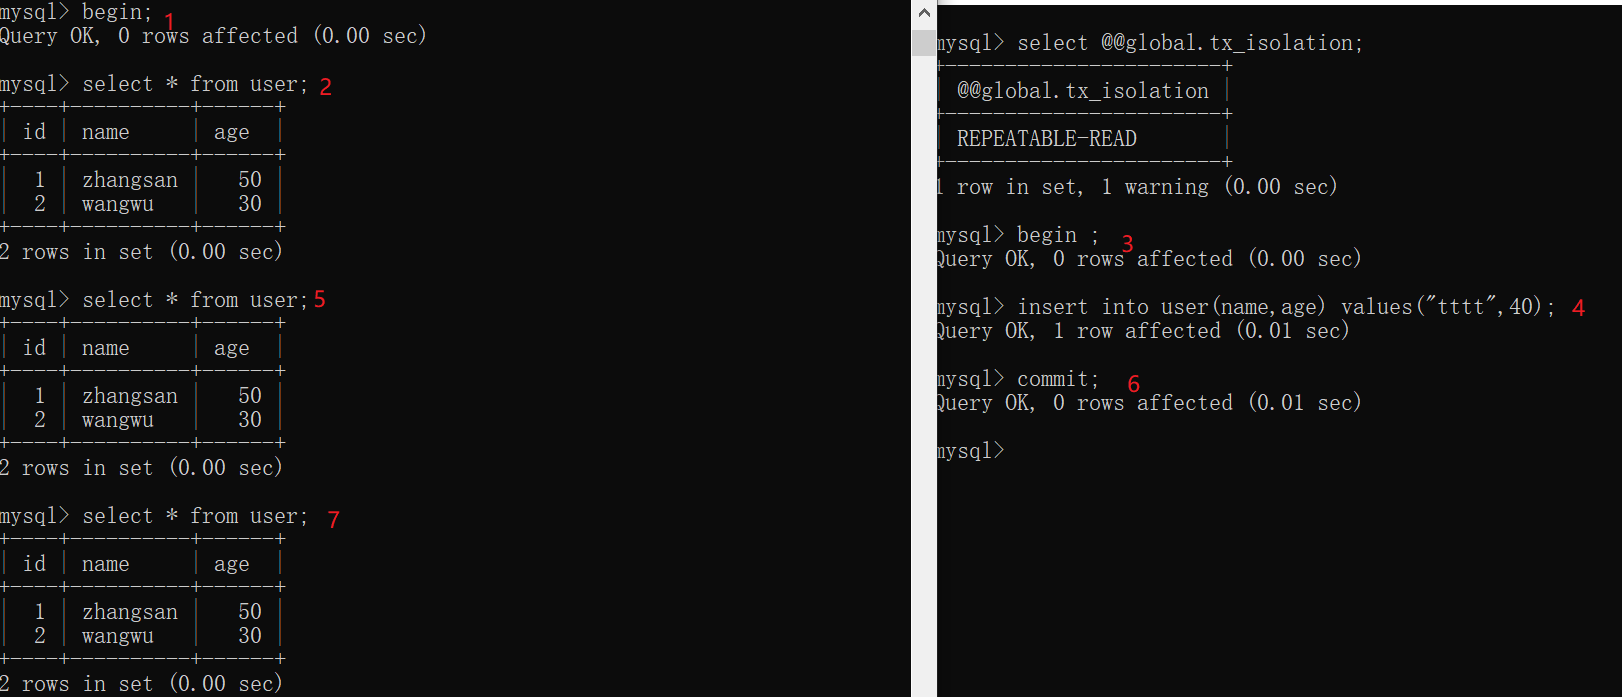 mysql> begin; 1
Query OK, 0 rows affected (0.00 sec)
mysql> select * from user; 2
+----+----------+------+
| id | name     | age  |
+----+----------+------+
|  1 | zhangsan |   50 |
|  2 | wangwu   |   30 |
+----+----------+------+
2 rows in set (0.00 sec)
mysql> select * from user; 5
+----+----------+------+
| id | name     | age  |
+----+----------+------+
|  1 | zhangsan |   50 |
|  2 | wangwu   |   30 |
+----+----------+------+
2 rows in set (0.00 sec)
mysql> select * from user; 7
+----+----------+------+
| id | name     | age  |
+----+----------+------+
|  1 | zhangsan |   50 |
|  2 | wangwu   |   30 |
+----+----------+------+
2 rows in set (0.00 sec)
mysql> select @@global.tx_isolation;
+-----------------------+
| @@global.tx_isolation |
+-----------------------+
| REPEATABLE-READ       |
+-----------------------+
1 row in set, 1 warning (0.00 sec)
mysql> begin ; 3
Query OK, 0 rows affected (0.00 sec)
mysql> insert into user(name,age) values("tttt",40); 4
Query OK, 1 row affected (0.01 sec)
mysql> commit; 6
Query OK, 0 rows affected (0.01 sec)
mysql>